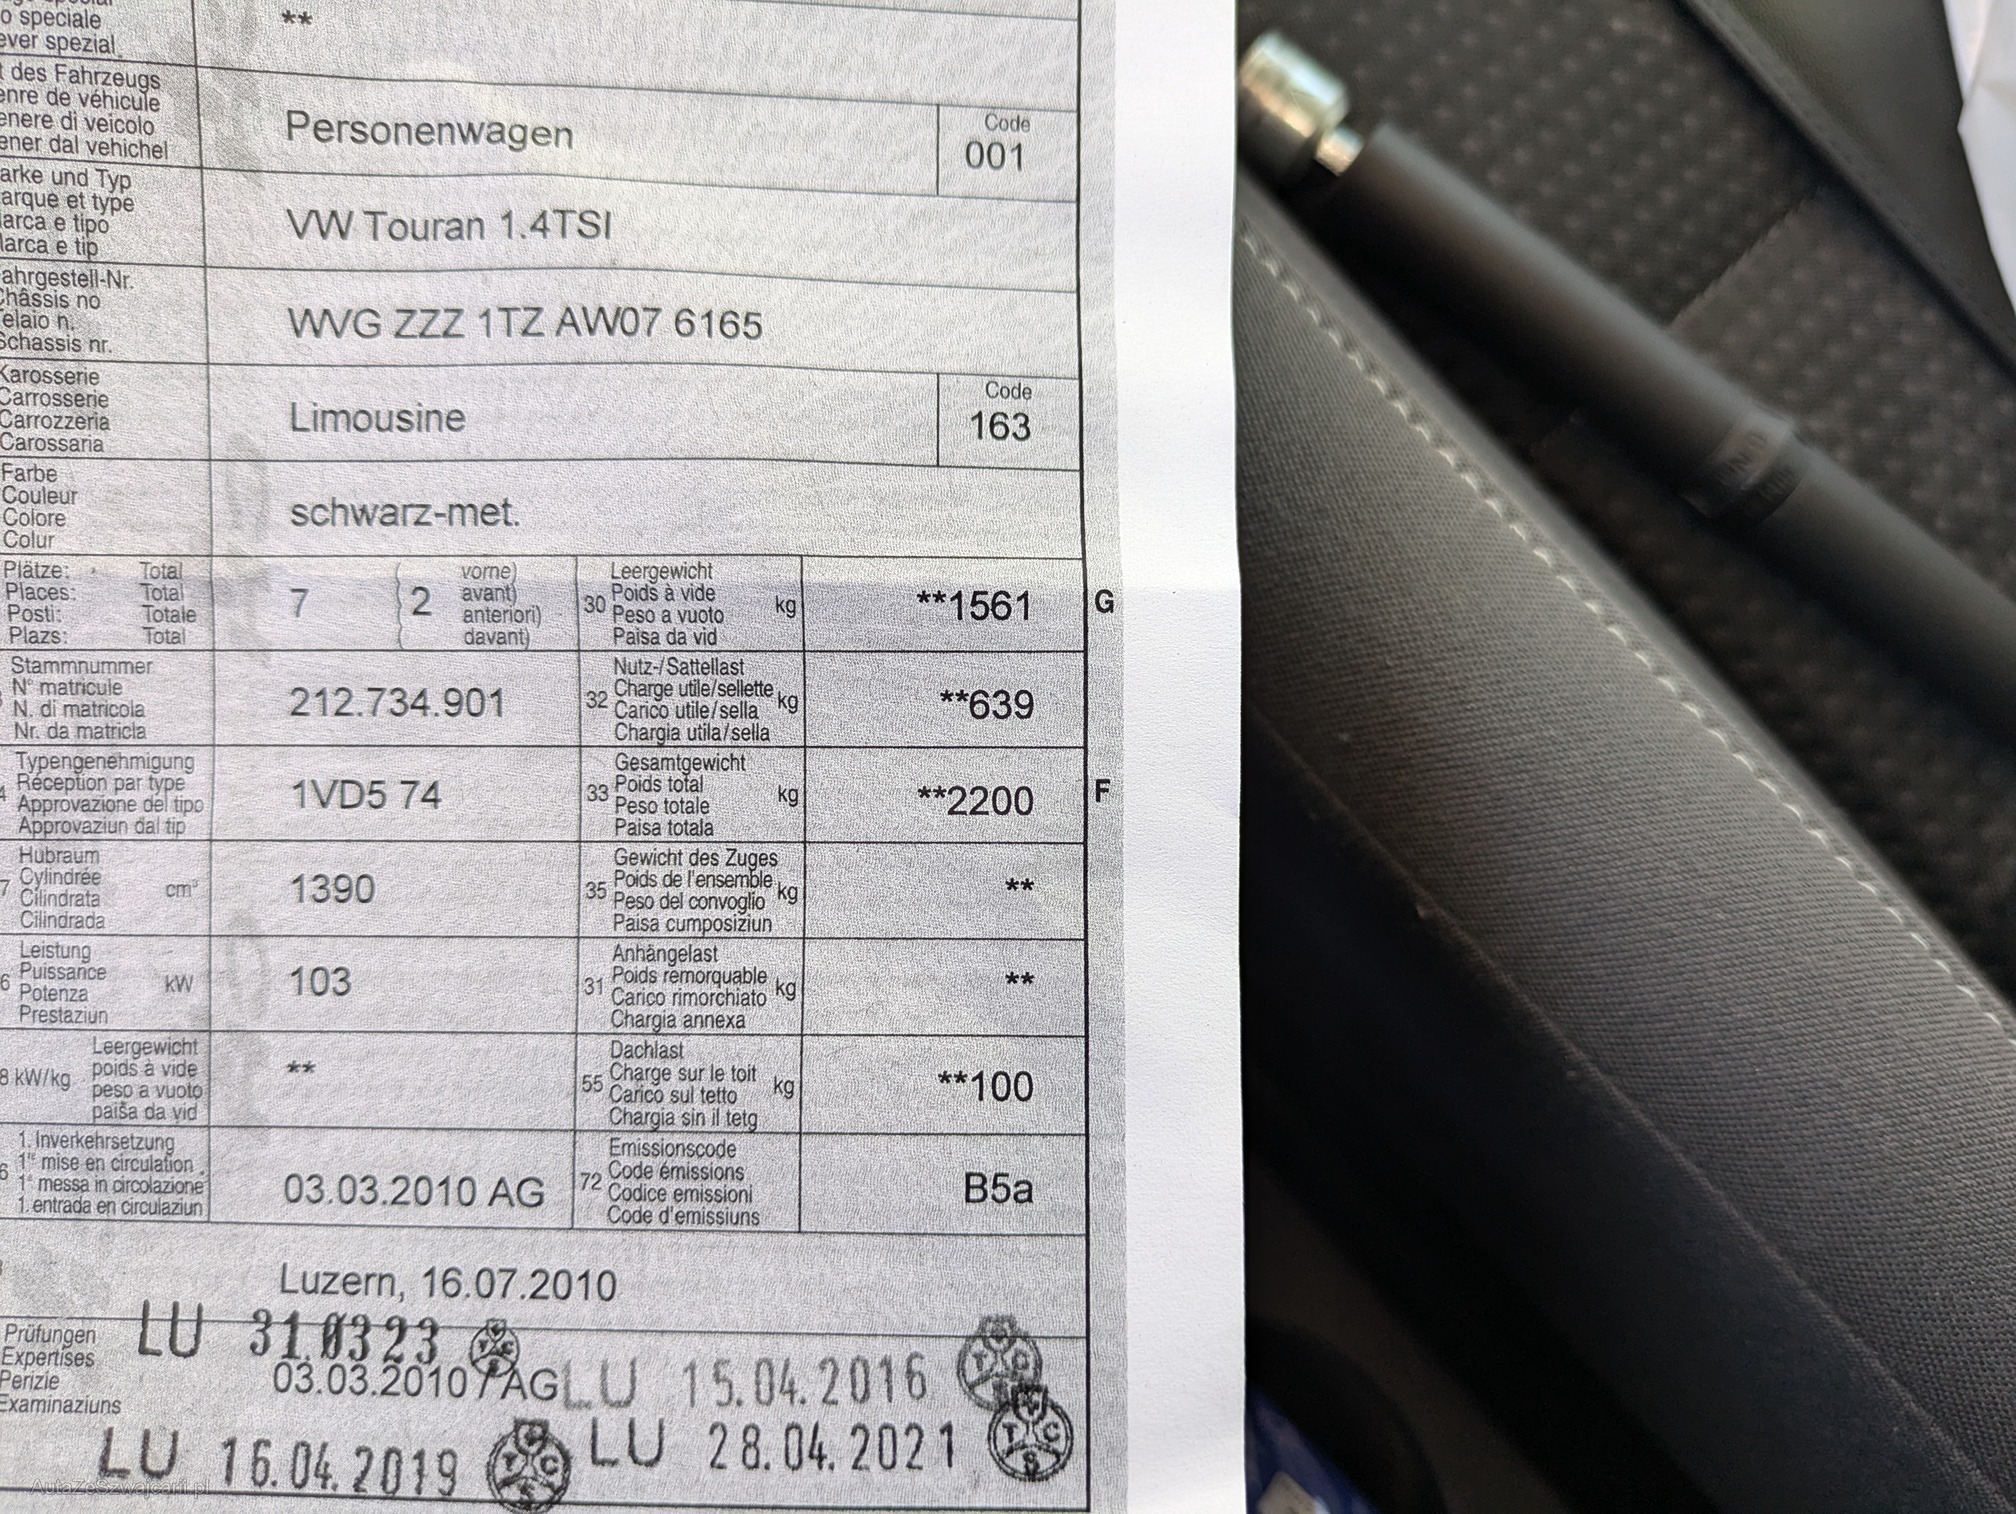 o speciale
ever spezial
**
t des Fahrzeugs
enre de véhicule
enere di veicolo
ener dal vehichel
Personenwagen
Code
001
arke und Typ
arque et type
arca e tipo
larca e tip
VW Touran 1.4TSI
ahrgestell-Nr.
Châssis no
elaio n.
Schassis nr.
WVG ZZZ 1TZ AW07 6165
Karosserie
Carrosserie
Carrozzeria
Carossaria
Limousine
Code
163
Farbe
Couleur
Colore
Colur
schwarz-met.
Plätze: Total
Places: Total
Posti: Totale
Plazs: Total
7 ( 2 vorne)
avant)
anteriori)
davant)
30 Leergewicht
Poids à vide
Peso a vuoto
Paisa da vid
kg
**1561
G
Stammnummer
N° matricule
N. di matricola
Nr. da matricla
212.734.901
32 Nutz-/Sattellast
Charge utile/sellette
Carico utile/sella
Chargia utila/sella
kg
**639
Typengenehmigung
Réception par type
Approvazione del tipo
Approvaziun dal tip
1VD5 74
33 Gesamtgewicht
Poids total
Peso totale
Paisa totala
kg
**2200
F
7 Hubraum
Cylindrée
Cilindrata
Cilindrada
cm³
1390
35 Gewicht des Zuges
Poids de l'ensemble
Peso del convoglio
Paisa cumposiziun
kg
**
6 Leistung
Puissance
Potenza
Prestaziun
kW
103
31 Anhängelast
Poids remorquable
Carico rimorchiato
Chargia annexa
kg
**
8 kW/kg
Leergewicht
poids à vide
peso a vuoto
paisa da vid
**
55 Dachlast
Charge sur le toit
Carico sul tetto
Chargia sin il tetg
kg
**100
6 1. Inverkehrsetzung
1re mise en circulation
1a messa in circolazione
1. entrada en circulaziun
03.03.2010 AG
72 Emissionscode
Code émissions
Codice emissioni
Code d'emissiuns
B5a
Luzern, 16.07.2010
Prüfungen
Expertises
Perizie
Examinaziuns
LU 31.03 23 TCS
03.03.2010 / AG
LU 15.04.2016 TCS
LU 16.04.2019 TCS
LU 28.04.2021 TCS
AutaZeSzwajcarii.pl